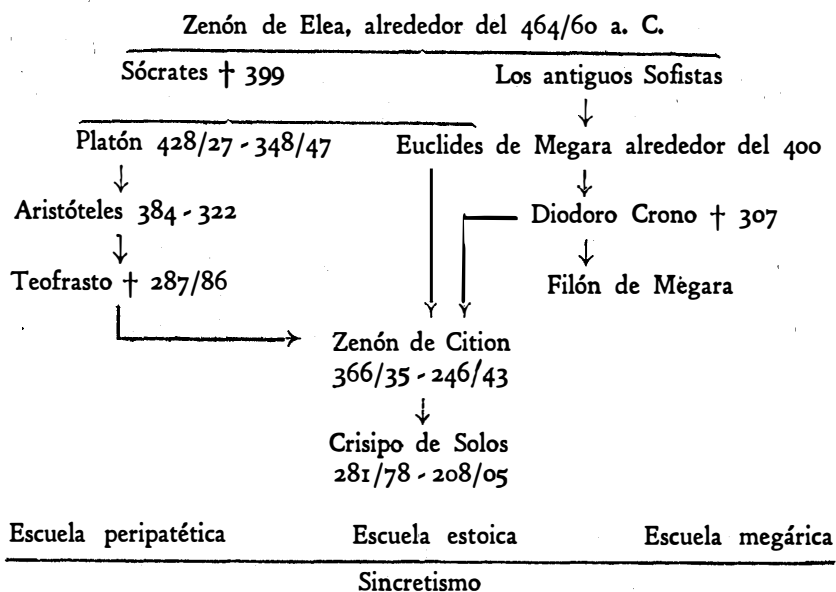 Zenón de Elea, alrededor del 464/60 a. C.
Sócrates † 399
Los antiguos Sofistas
Platón 428/27 - 348/47
Euclides de Megara alrededor del 400
Aristóteles 384 - 322
Diodoro Crono † 307
Teofrasto † 287/86
Filón de Mégara
Zenón de Cition
366/35 - 246/43
Crisipo de Solos
281/78 - 208/05
Escuela peripatética
Escuela estoica
Escuela megárica
Sincretismo